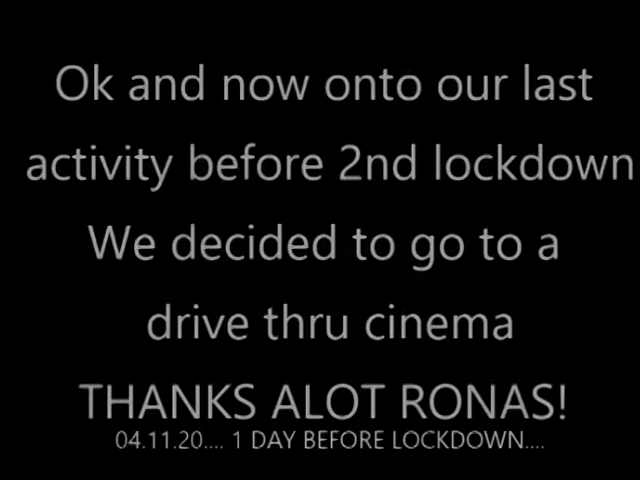 Ok and now onto our last
activity before 2nd lockdown
We decided to go to a
drive thru cinema
THANKS ALOT RONAS!
04.11.20.... 1 DAY BEFORE LOCKDOWN....